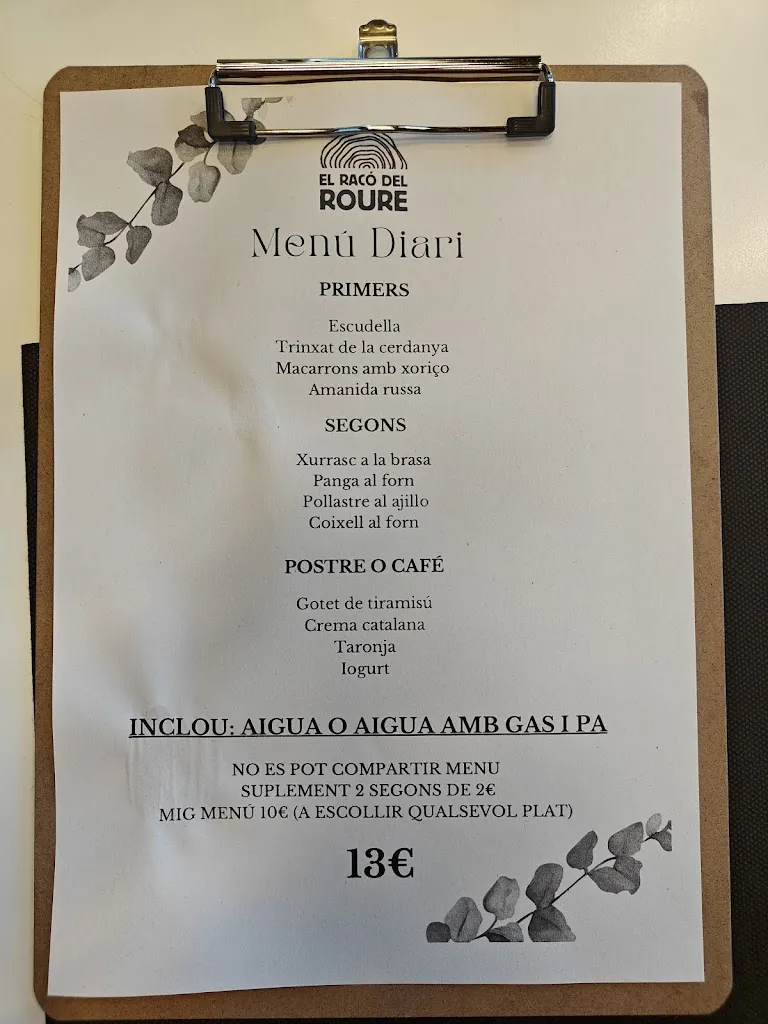 EL RACÓ DEL
ROURE
Menú Diari
PRIMERS
Escudella
Trinxat de la cerdanya
Macarrons amb xoriço
Amanida russa
SEGONS
Xurrasc a la brasa
Panga al forn
Pollastre al ajillo
Coixell al forn
POSTRE O CAFÉ
Gotet de tiramisú
Crema catalana
Taronja
Iogurt
INCLOU: AIGUA O AIGUA AMB GAS I PA
NO ES POT COMPARTIR MENU
SUPLEMENT 2 SEGONS DE 2€
MIG MENÚ 10€ (A ESCOLLIR QUALSEVOL PLAT)
13€